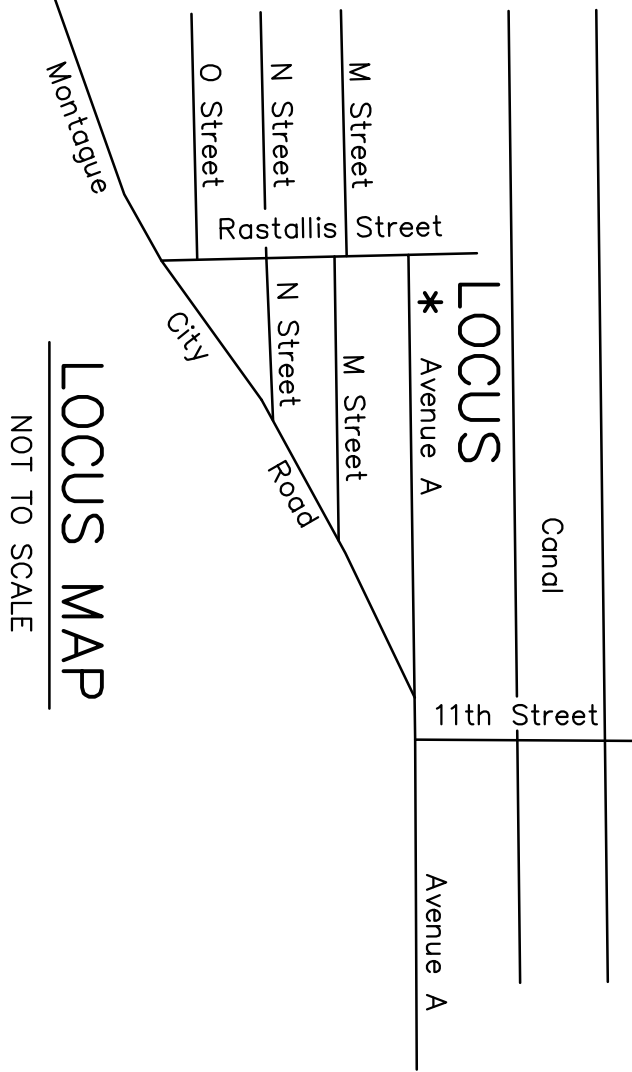 Canal
LOCUS
* Avenue A
Avenue A
11th Street
Rastallis Street
M Street
M Street
N Street
N Street
O Street
Montague City Road
LOCUS MAP
NOT TO SCALE